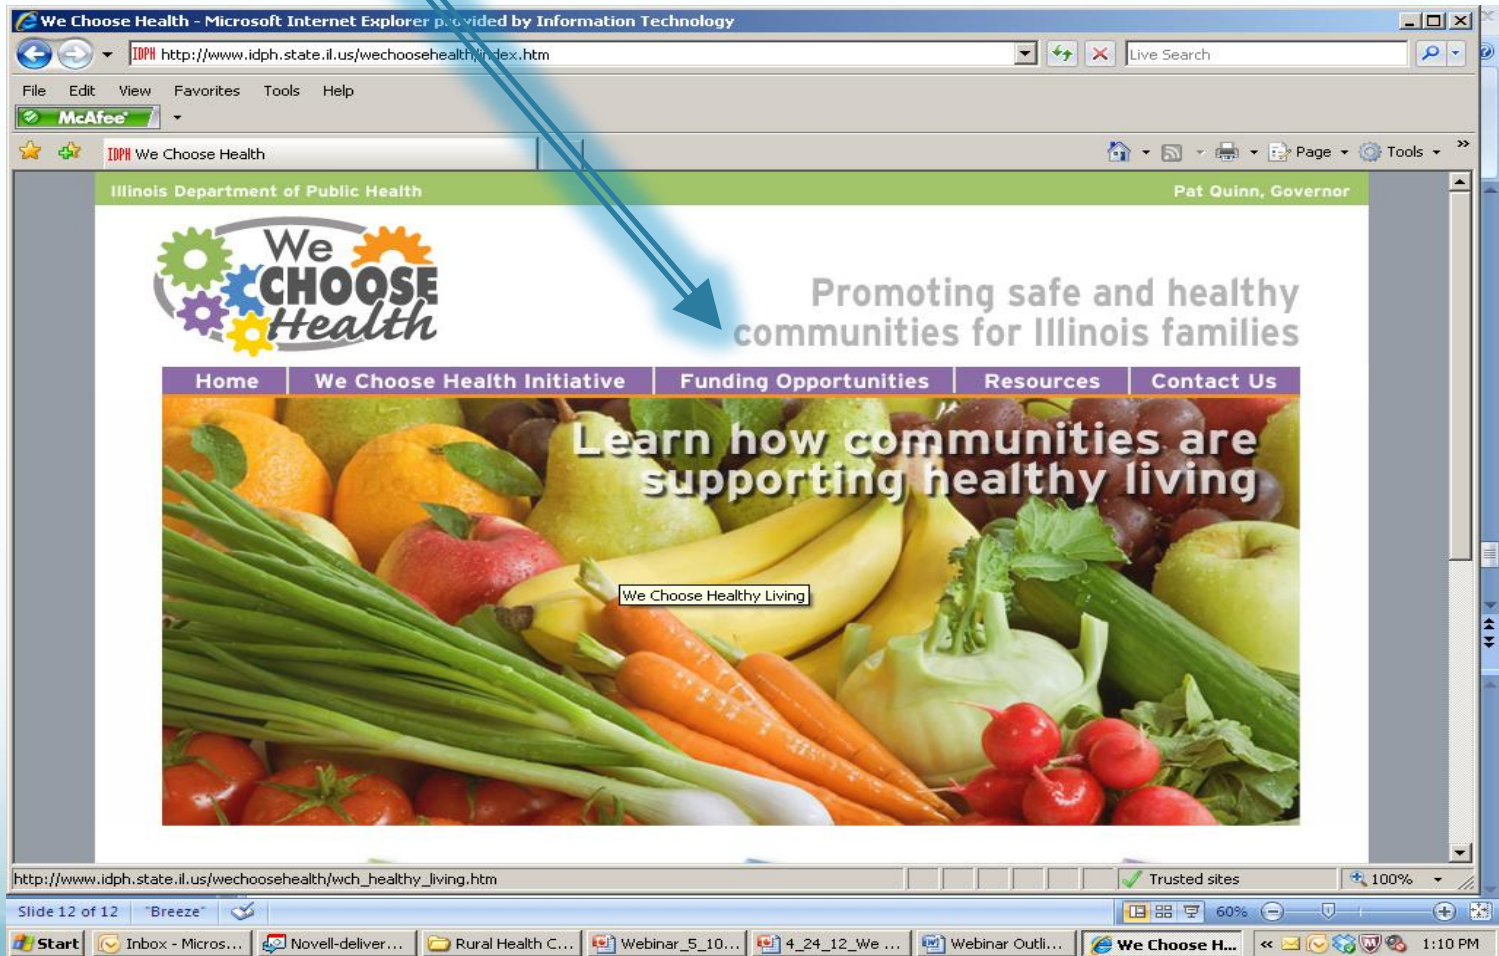 We Choose Health - Microsoft Internet Explorer provided by Information Technology
IDPH http://www.idph.state.il.us/wechoosehealth/index.htm
Live Search
File Edit View Favorites Tools Help
McAfee
IDPH We Choose Health
Page Tools
Illinois Department of Public Health
Pat Quinn, Governor
We
CHOOSE
Health
Promoting safe and healthy
communities for Illinois families
Home We Choose Health Initiative Funding Opportunities Resources Contact Us
Learn how communities are
supporting healthy living
We Choose Healthy Living
http://www.idph.state.il.us/wechoosehealth/wch_healthy_living.htm
Trusted sites
100%
Slide 12 of 12 "Breeze"
60%
Start Inbox - Micros... Novell-deliver... Rural Health C... Webinar_5_10... 4_24_12_We ... Webinar Outli... We Choose H... 1:10 PM